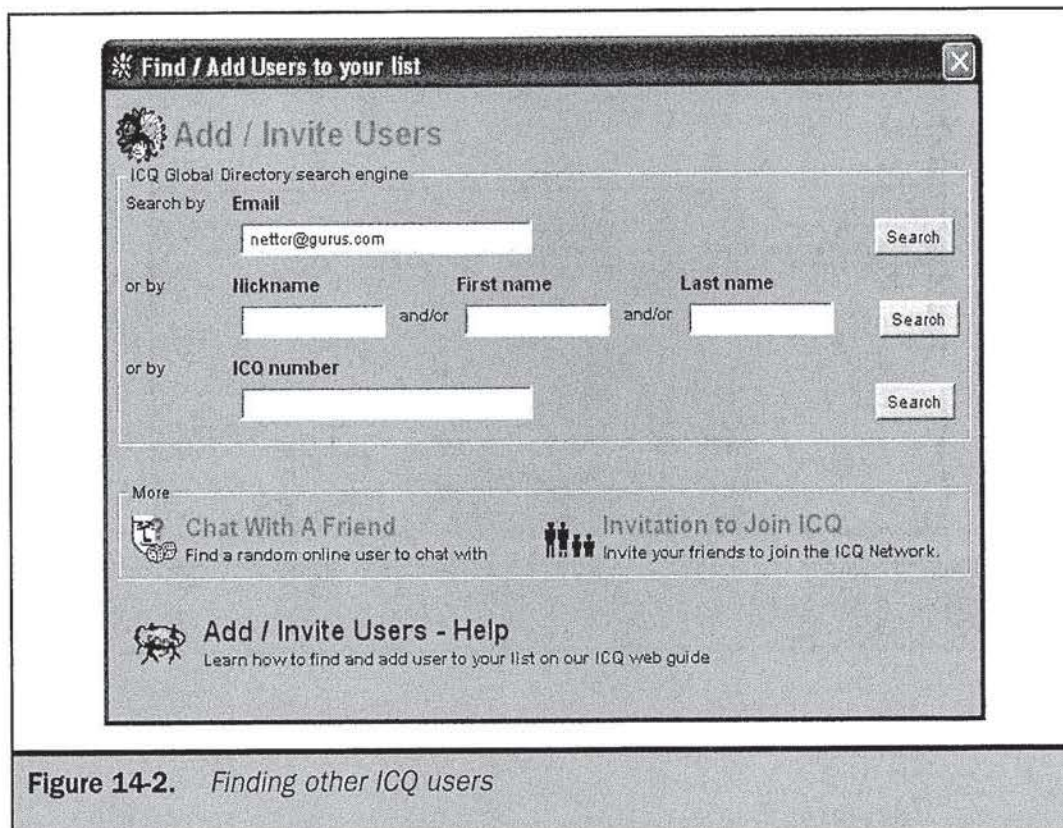 Find / Add Users to your list
Add / Invite Users
ICQ Global Directory search engine
Search by Email
nettcr@gurus.com Search
or by Nickname First name Last name
and/or and/or Search
or by ICQ number
Search
More
Chat With A Friend Invitation to Join ICQ
Find a random online user to chat with Invite your friends to join the ICQ Network.
Add / Invite Users - Help
Learn how to find and add user to your list on our ICQ web guide
Figure 14-2. Finding other ICQ users